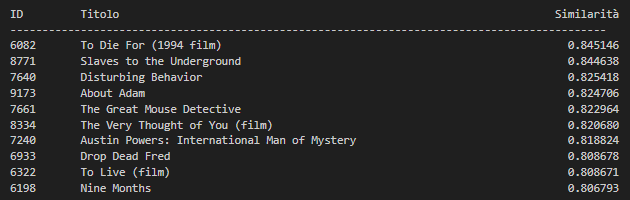 ID Titolo Similarità
--------------------------------------------------------------------------------------------
6082 To Die For (1994 film) 0.845146
8771 Slaves to the Underground 0.844638
7640 Disturbing Behavior 0.825418
9173 About Adam 0.824706
7661 The Great Mouse Detective 0.822964
8334 The Very Thought of You (film) 0.820680
7240 Austin Powers: International Man of Mystery 0.818824
6933 Drop Dead Fred 0.808678
6322 To Live (film) 0.808671
6198 Nine Months 0.806793